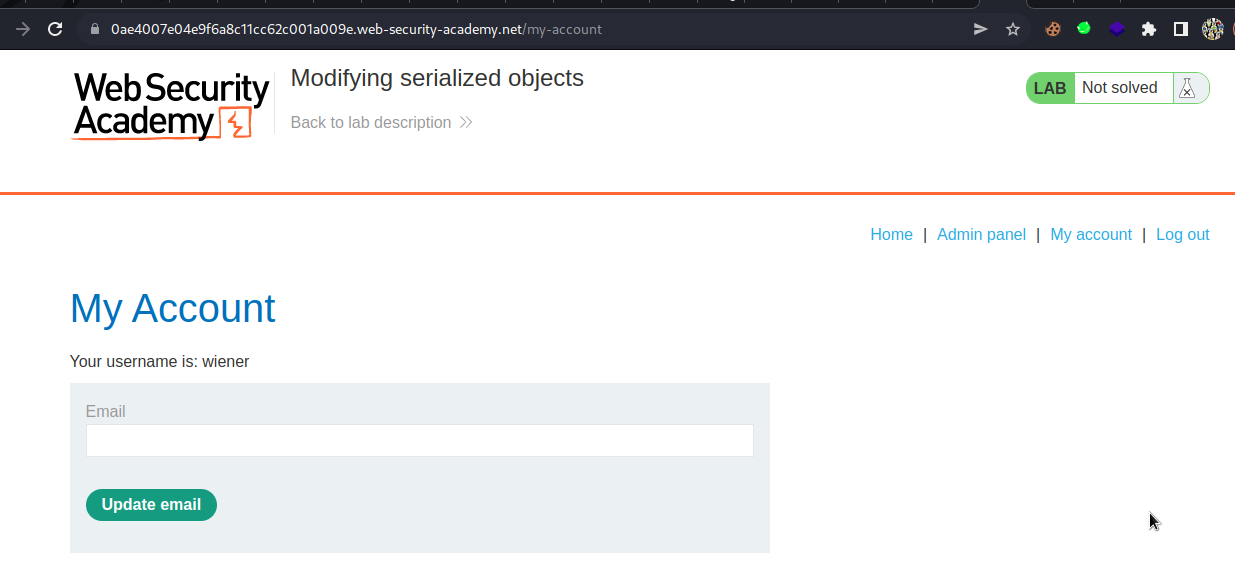 0ae4007e04e9f6a8c11cc62c001a009e.web-security-academy.net/my-account
Web Security
Academy
Modifying serialized objects
Back to lab description >>
LAB Not solved
Home | Admin panel | My account | Log out
My Account
Your username is: wiener
Email
Update email